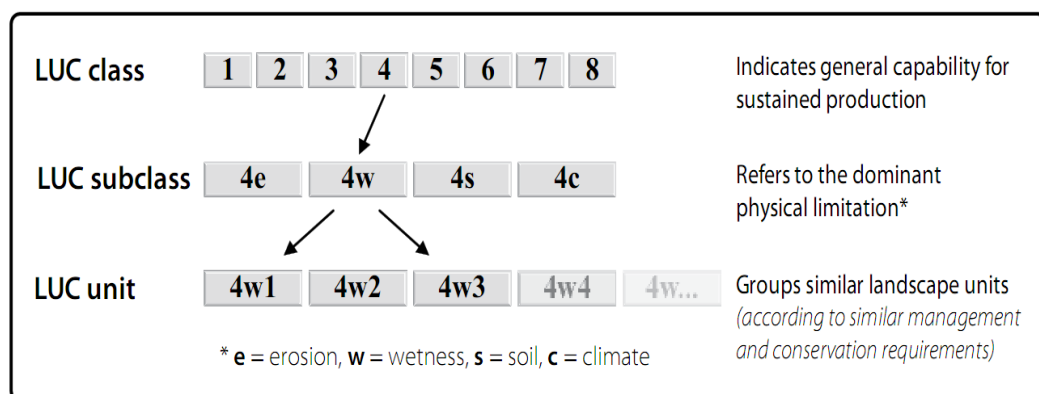 LUC class 1 2 3 4 5 6 7 8 Indicates general capability for
sustained production
LUC subclass 4e 4w 4s 4c Refers to the dominant
physical limitation*
LUC unit 4w1 4w2 4w3 4w4 4w... Groups similar landscape units
(according to similar management
and conservation requirements)
* e = erosion, w = wetness, s = soil, c = climate